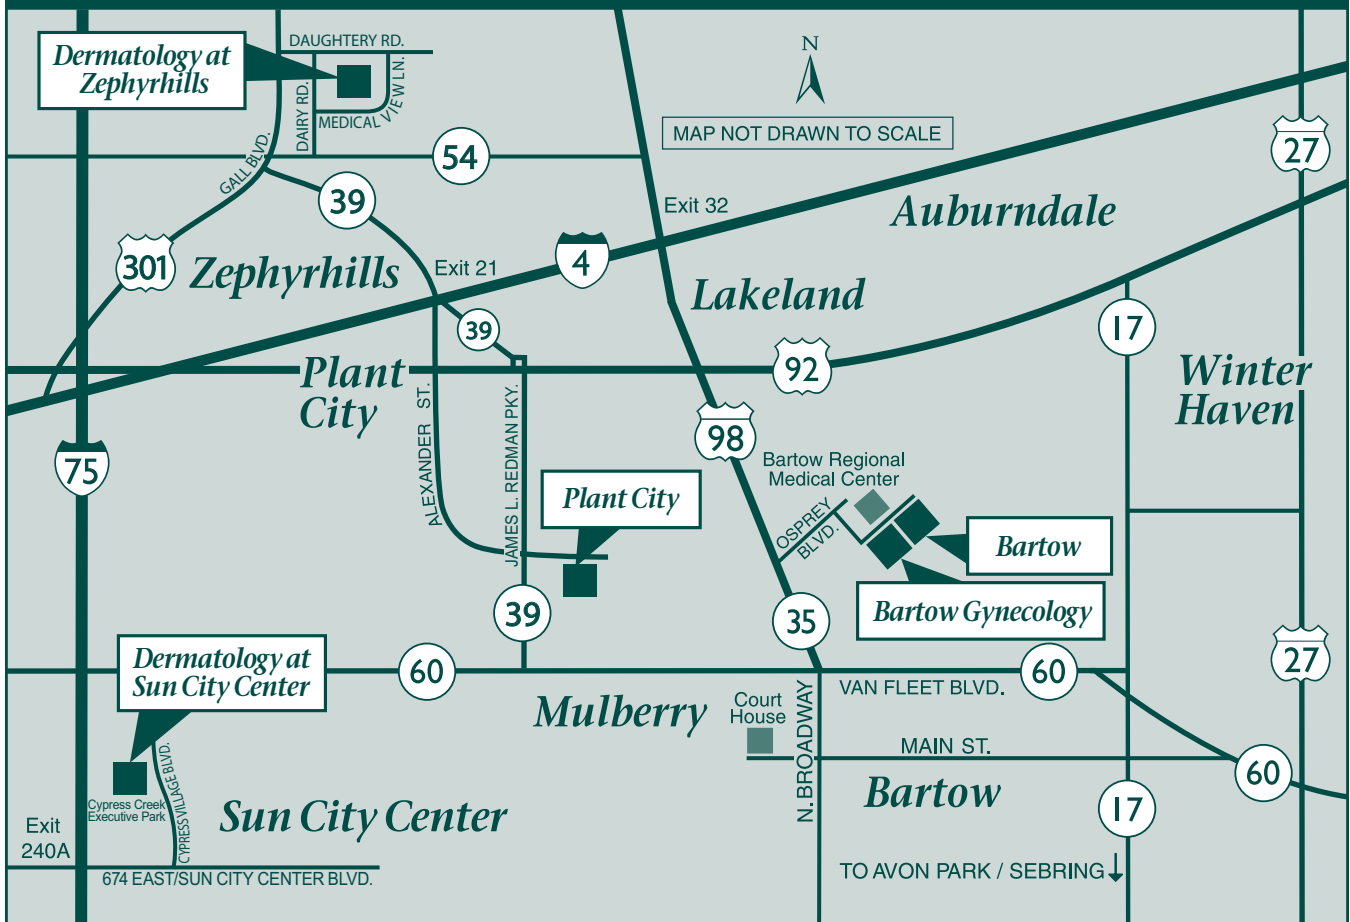 DAUGHTERY RD.
Dermatology at
Zephyrhills
DAIRY RD.
MEDICAL VIEW LN.
N
MAP NOT DRAWN TO SCALE
27
54
GALL BLVD.
39
Exit 32
Auburndale
301
Zephyrhills
Exit 21
4
Lakeland
39
17
92
Plant
City
Winter
Haven
ALEXANDER ST.
JAMES L. REDMAN PKY.
98
75
Bartow Regional
Medical Center
Plant City
OSPREY
BLVD.
Bartow
Bartow Gynecology
39
35
Dermatology at
Sun City Center
60
60
27
VAN FLEET BLVD.
Mulberry
Court
House
N. BROADWAY
MAIN ST.
60
Bartow
CYPRESS VILLAGE BLVD.
Cypress Creek
Executive Park
Sun City Center
17
Exit
240A
674 EAST/SUN CITY CENTER BLVD.
TO AVON PARK / SEBRING